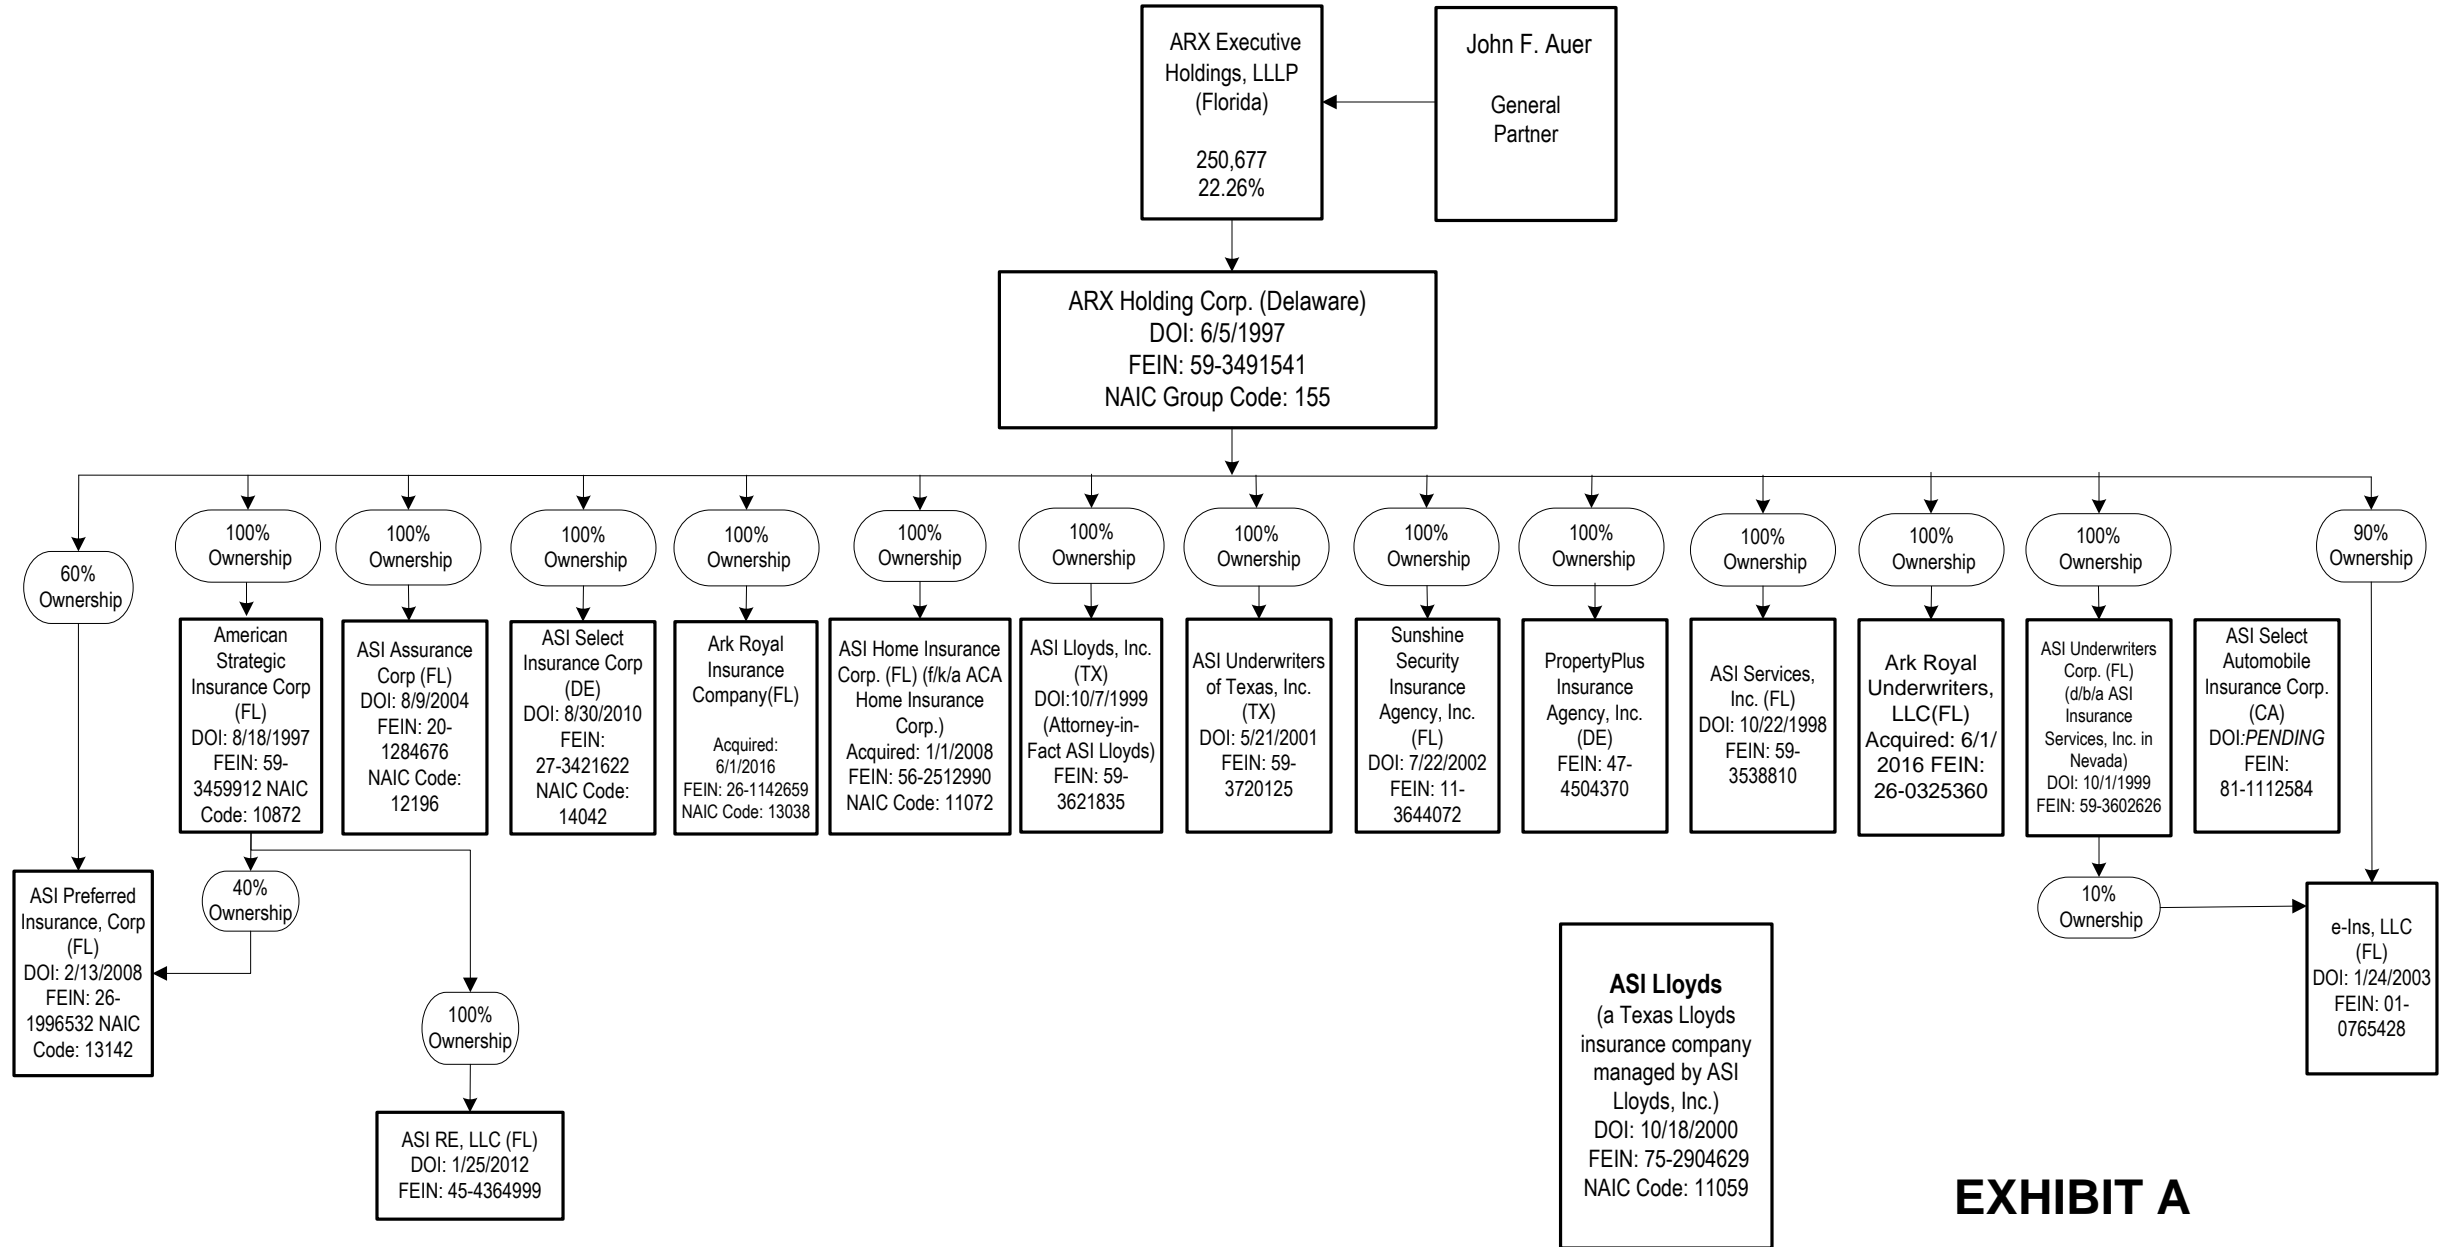 ARX Executive
Holdings, LLLP
(Florida)
250,677
22.26%
John F. Auer
General
Partner
ARX Holding Corp. (Delaware)
DOI: 6/5/1997
FEIN: 59-3491541
NAIC Group Code: 155
60%
Ownership
100%
Ownership
100%
Ownership
100%
Ownership
100%
Ownership
100%
Ownership
100%
Ownership
100%
Ownership
100%
Ownership
100%
Ownership
100%
Ownership
100%
Ownership
100%
Ownership
90%
Ownership
American
Strategic
Insurance Corp
(FL)
DOI: 8/18/1997
FEIN: 59-
3459912 NAIC
Code: 10872
ASI Assurance
Corp (FL)
DOI: 8/9/2004
FEIN: 20-
1284676
NAIC Code:
12196
ASI Select
Insurance Corp
(DE)
DOI: 8/30/2010
FEIN:
27-3421622
NAIC Code:
14042
Ark Royal
Insurance
Company(FL)
Acquired:
6/1/2016
FEIN: 26-1142659
NAIC Code: 13038
ASI Home Insurance
Corp. (FL) (f/k/a ACA
Home Insurance
Corp.)
Acquired: 1/1/2008
FEIN: 56-2512990
NAIC Code: 11072
ASI Lloyds, Inc.
(TX)
DOI:10/7/1999
(Attorney-in-
Fact ASI Lloyds)
FEIN: 59-
3621835
ASI Underwriters
of Texas, Inc.
(TX)
DOI: 5/21/2001
FEIN: 59-
3720125
Sunshine
Security
Insurance
Agency, Inc.
(FL)
DOI: 7/22/2002
FEIN: 11-
3644072
PropertyPlus
Insurance
Agency, Inc.
(DE)
FEIN: 47-
4504370
ASI Services,
Inc. (FL)
DOI: 10/22/1998
FEIN: 59-
3538810
Ark Royal
Underwriters,
LLC(FL)
Acquired: 6/1/
2016 FEIN:
26-0325360
ASI Underwriters
Corp. (FL)
(d/b/a ASI
Insurance
Services, Inc. in
Nevada)
DOI: 10/1/1999
FEIN: 59-3602626
ASI Select
Automobile
Insurance Corp.
(CA)
DOI:PENDING
FEIN:
81-1112584
ASI Preferred
Insurance, Corp
(FL)
DOI: 2/13/2008
FEIN: 26-
1996532 NAIC
Code: 13142
40%
Ownership
100%
Ownership
ASI RE, LLC (FL)
DOI: 1/25/2012
FEIN: 45-4364999
ASI Lloyds
(a Texas Lloyds
insurance company
managed by ASI
Lloyds, Inc.)
DOI: 10/18/2000
FEIN: 75-2904629
NAIC Code: 11059
10%
Ownership
e-Ins, LLC
(FL)
DOI: 1/24/2003
FEIN: 01-
0765428
EXHIBIT A